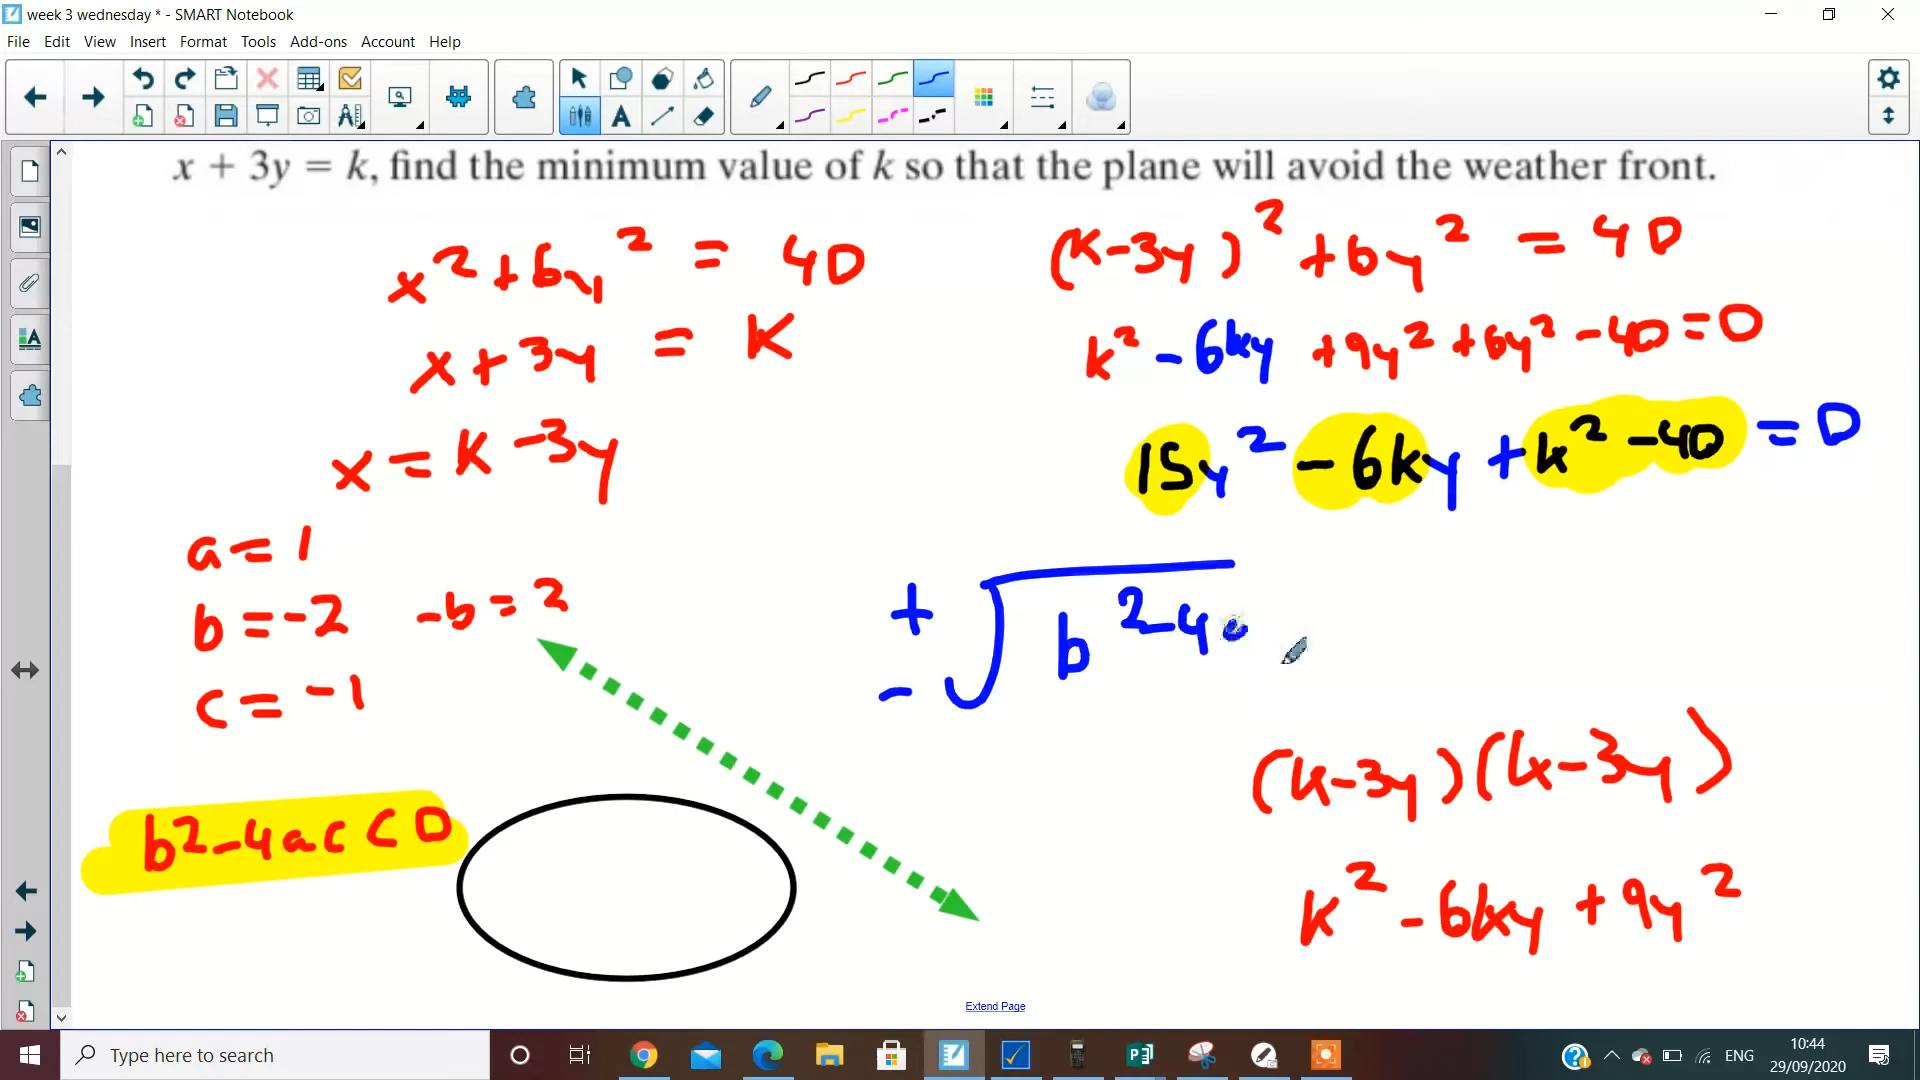 week 3 wednesday * - SMART Notebook
File Edit View Insert Format Tools Add-ons Account Help
x + 3y = k, find the minimum value of k so that the plane will avoid the weather front.
x² + 6y² = 40
x + 3y = K
x = K - 3y
a = 1
b = -2 -b = 2
c = -1
b² - 4ac < 0
(K - 3y)² + 6y² = 40
k² - 6ky + 9y² + 6y² - 40 = 0
15y² - 6ky + k² - 40 = 0
+ - √ b² - 4
(k - 3y)(k - 3y)
k² - 6ky + 9y²
Extend Page
Type here to search
ENG
10:44
29/09/2020